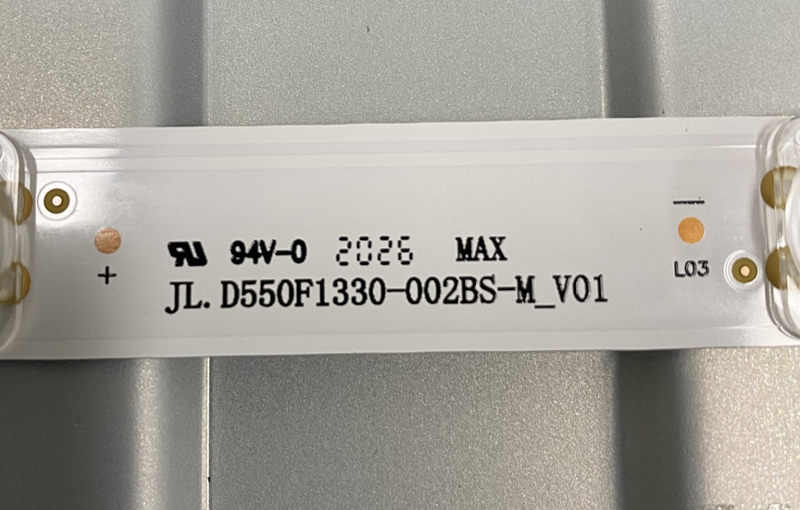 94V-0 2026 MAX
JL.D550F1330-002BS-M_V01
+
—
L03